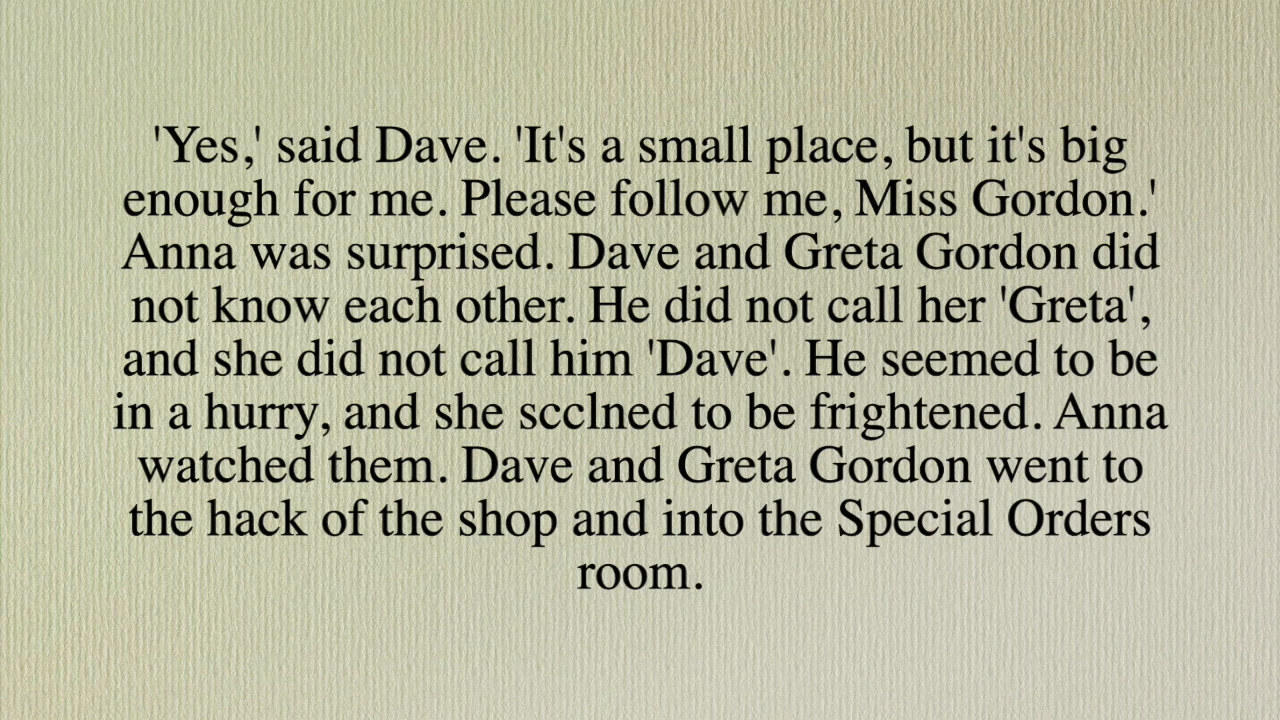 'Yes,' said Dave. 'It's a small place, but it's big
enough for me. Please follow me, Miss Gordon.'
Anna was surprised. Dave and Greta Gordon did
not know each other. He did not call her 'Greta',
and she did not call him 'Dave'. He seemed to be
in a hurry, and she scclned to be frightened. Anna
watched them. Dave and Greta Gordon went to
the hack of the shop and into the Special Orders
room.